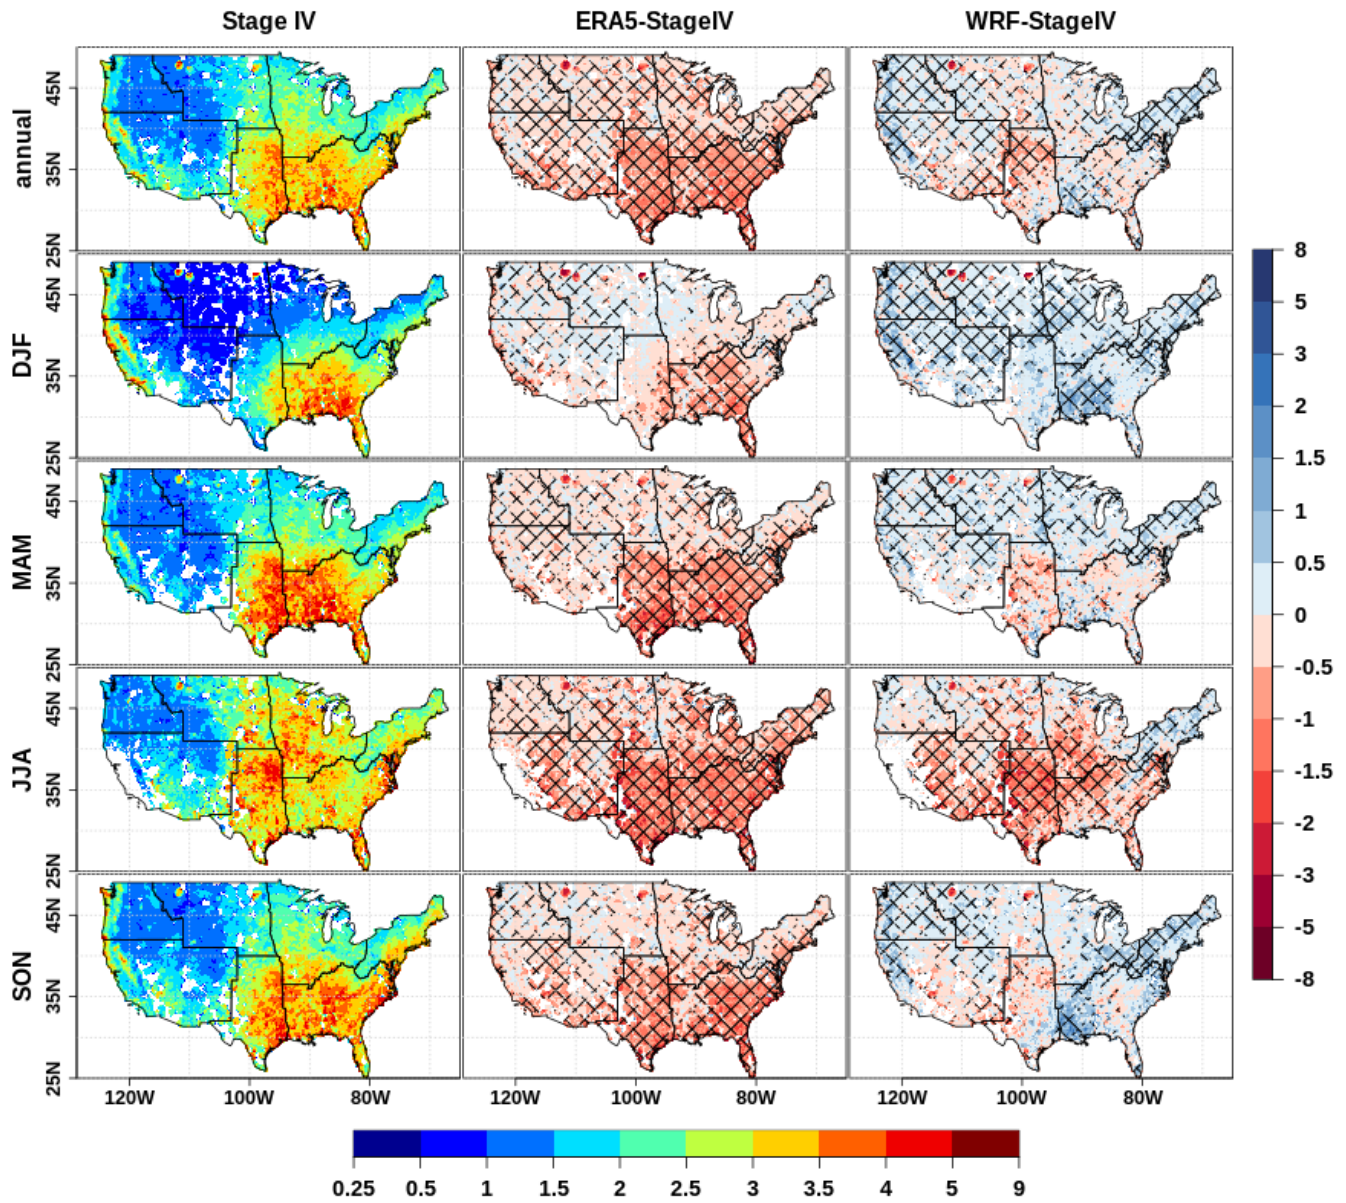 Stage IV ERA5-StageIV WRF-StageIV
annual
45N
35N
25N
DJF
45N
35N
25N
MAM
45N
35N
25N
JJA
45N
35N
25N
SON
45N
35N
25N
120W 100W 80W 120W 100W 80W 120W 100W 80W
8
5
3
2
1.5
1
0.5
0
-0.5
-1
-1.5
-2
-3
-5
-8
0.25 0.5 1 1.5 2 2.5 3 3.5 4 5 9